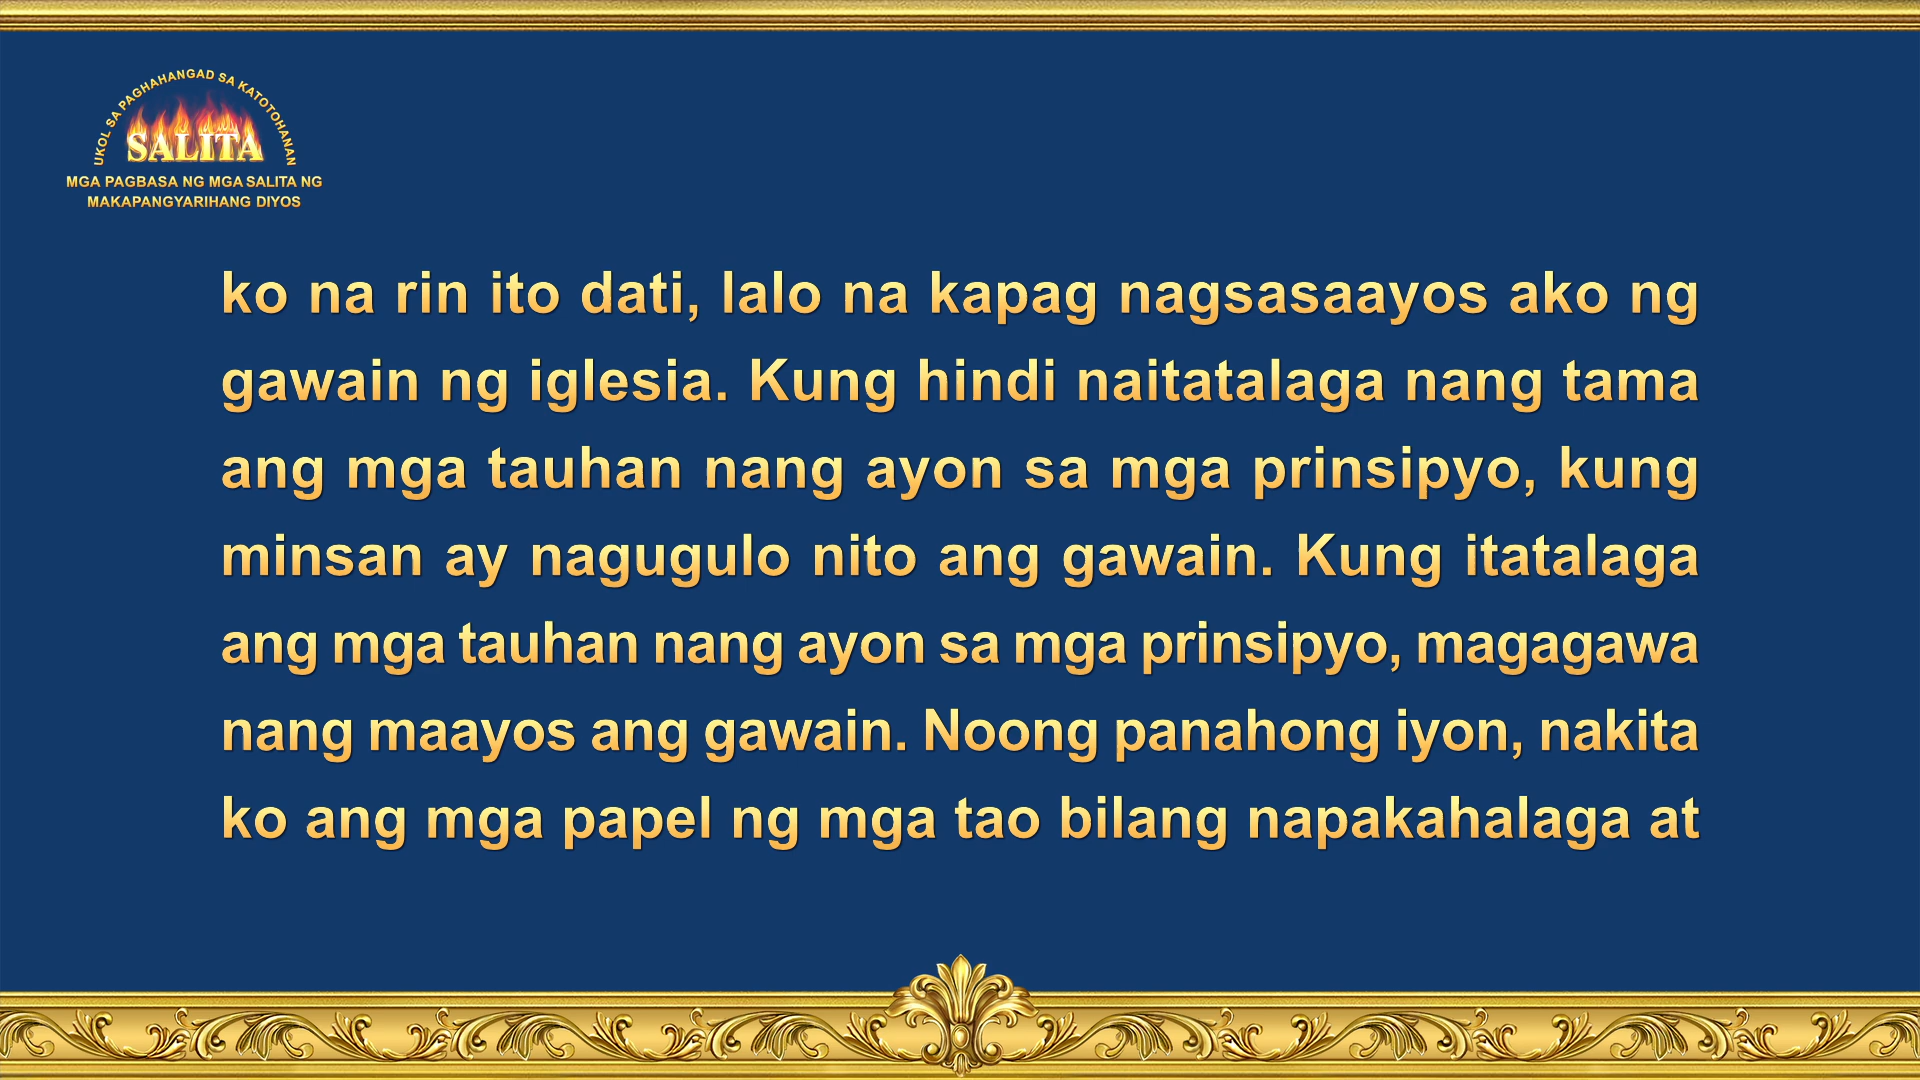 UKOL SA PAGHAHANGAD SA KATOTOHANAN
SALITA
MGA PAGBASA NG MGA SALITA NG
MAKAPANGYARIHANG DIYOS
ko na rin ito dati, lalo na kapag nagsasaayos ako ng
gawain ng iglesia. Kung hindi naitatalaga nang tama
ang mga tauhan nang ayon sa mga prinsipyo, kung
minsan ay nagugulo nito ang gawain. Kung itatalaga
ang mga tauhan nang ayon sa mga prinsipyo, magagawa
nang maayos ang gawain. Noong panahong iyon, nakita
ko ang mga papel ng mga tao bilang napakahalaga at